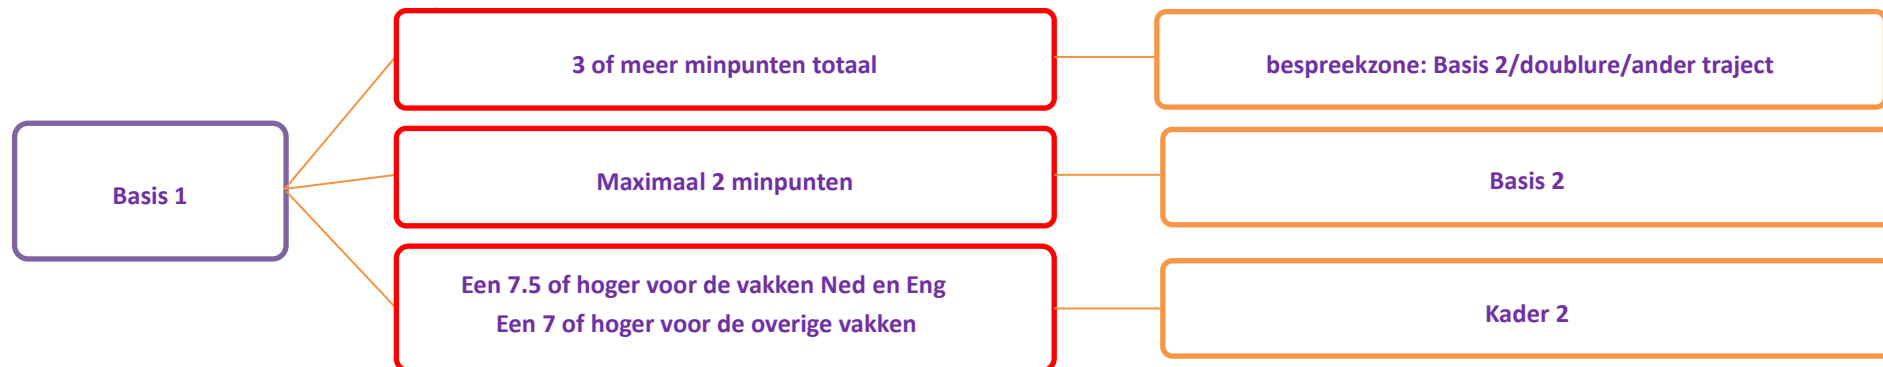 Basis 1
3 of meer minpunten totaal
bespreekzone: Basis 2/doublure/ander traject
Maximaal 2 minpunten
Basis 2
Een 7.5 of hoger voor de vakken Ned en Eng
Een 7 of hoger voor de overige vakken
Kader 2